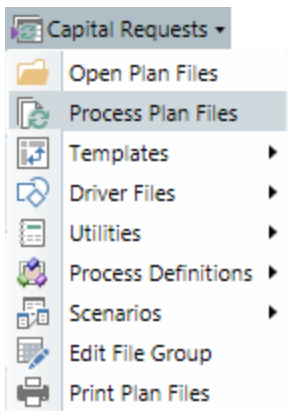 Capital Requests
Open Plan Files
Process Plan Files
Templates
Driver Files
Utilities
Process Definitions
Scenarios
Edit File Group
Print Plan Files